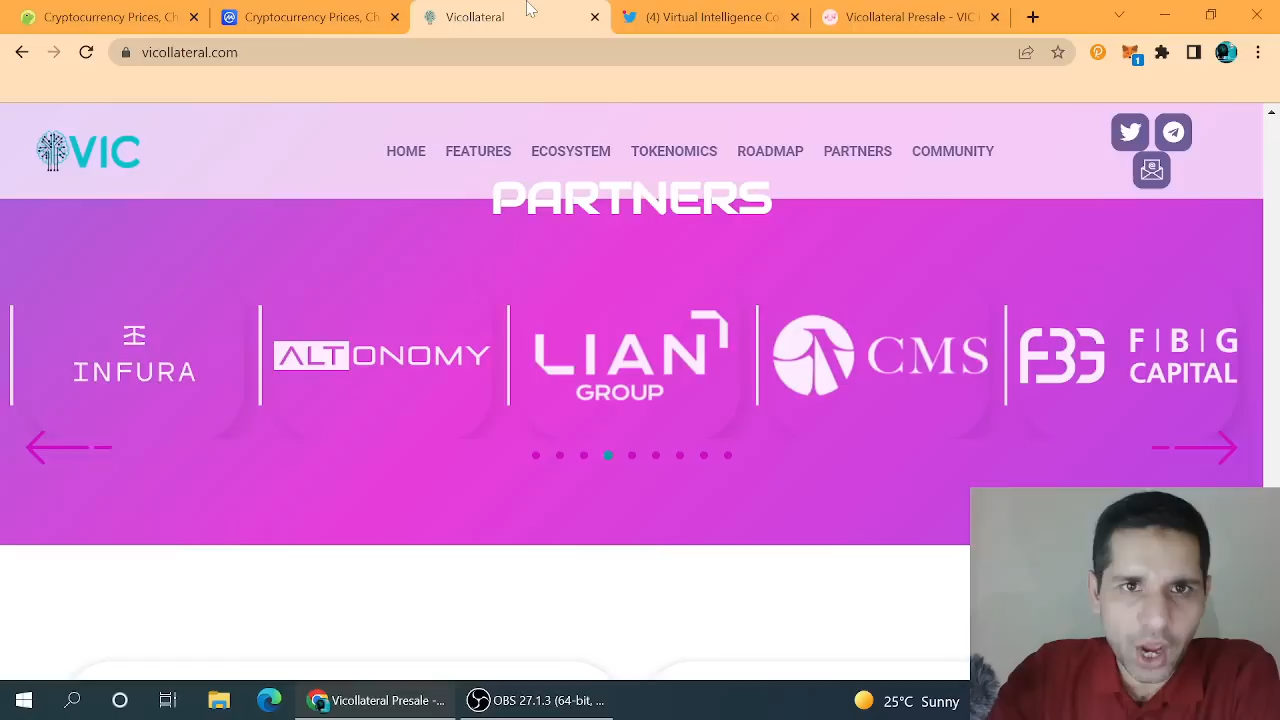 Cryptocurrency Prices, Ch
Cryptocurrency Prices, Ch
Vicollateral
(4) Virtual Intelligence Co
Vicollateral Presale - VIC
vicollateral.com
1
VIC
HOME
FEATURES
ECOSYSTEM
TOKENOMICS
ROADMAP
PARTNERS
COMMUNITY
PARTNERS
INFURA
ALTONOMY
LIAN
GROUP
CMS
FBG
F|B|G
CAPITAL
Vicollateral Presale -...
OBS 27.1.3 (64-bit, ...
25°C Sunny